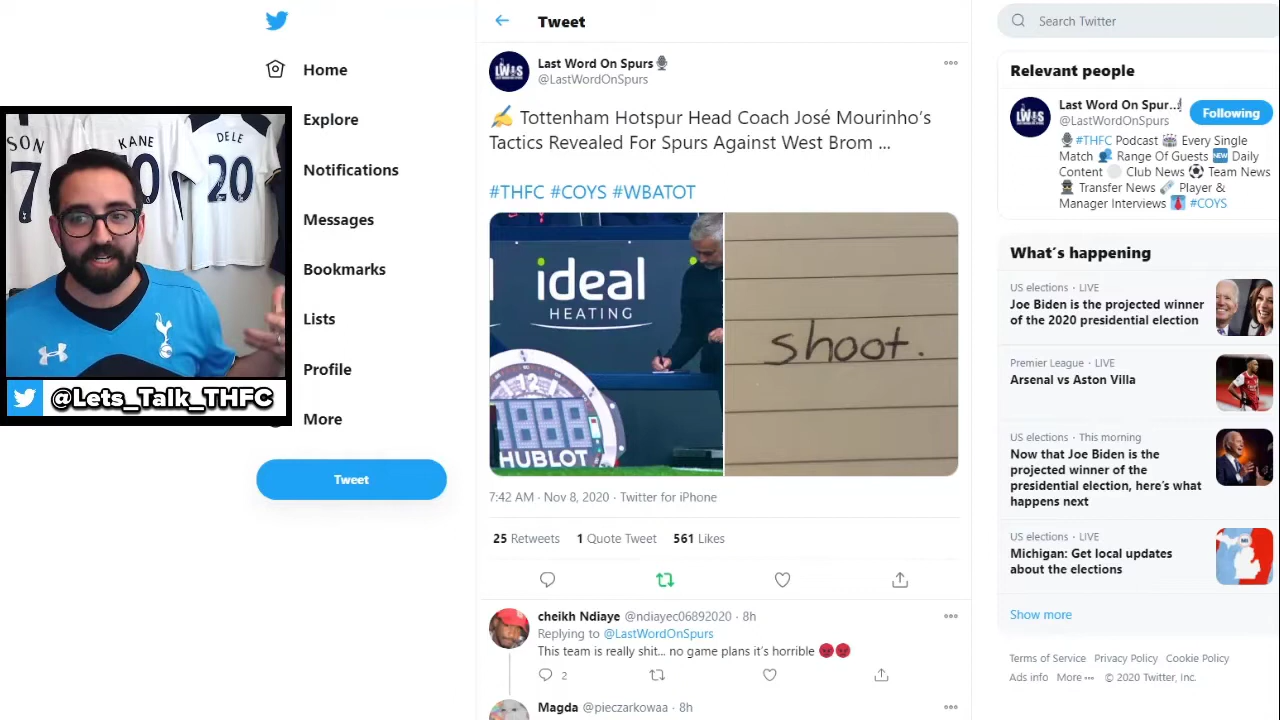 Home
Explore
Notifications
Messages
Bookmarks
Lists
Profile
More
Tweet
SON
7
KANE
DELE
20
@Lets_Talk_THFC
Tweet
Last Word On Spurs
@LastWordOnSpurs
Tottenham Hotspur Head Coach José Mourinho's
Tactics Revealed For Spurs Against West Brom ...
#THFC #COYS #WBATOT
ideal
HEATING
12
HUBLOT
shoot.
7:42 AM · Nov 8, 2020 · Twitter for iPhone
25 Retweets 1 Quote Tweet 561 Likes
cheikh Ndiaye @ndiayec06892020 · 8h
Replying to @LastWordOnSpurs
This team is really shit... no game plans it's horrible
2
Magda @pieczarkowaa · 8h
Search Twitter
Relevant people
Last Word On Spur...
@LastWordOnSpurs
Following
#THFC Podcast Every Single
Match Range Of Guests NEW Daily
Content Club News Team News
Transfer News Player &
Manager Interviews #COYS
What's happening
US elections · LIVE
Joe Biden is the projected winner
of the 2020 presidential election
Premier League · LIVE
Arsenal vs Aston Villa
US elections · This morning
Now that Joe Biden is the
projected winner of the
presidential election, here's what
happens next
US elections · LIVE
Michigan: Get local updates
about the elections
Show more
Terms of Service Privacy Policy Cookie Policy
Ads info More ··· © 2020 Twitter, Inc.